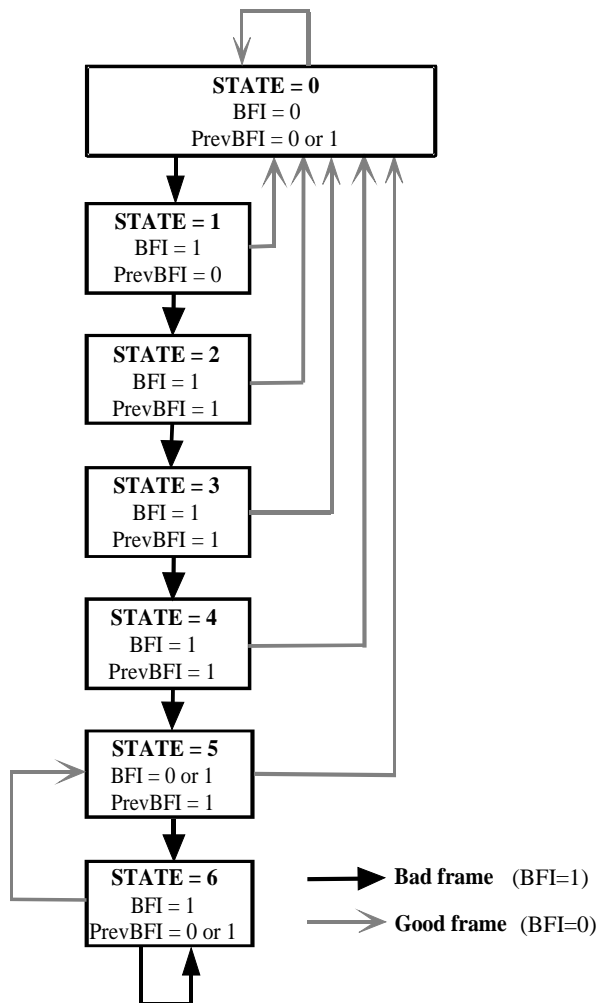 STATE = 0
BFI = 0
PrevBFI = 0 or 1
STATE = 1
BFI = 1
PrevBFI = 0
STATE = 2
BFI = 1
PrevBFI = 1
STATE = 3
BFI = 1
PrevBFI = 1
STATE = 4
BFI = 1
PrevBFI = 1
STATE = 5
BFI = 0 or 1
PrevBFI = 1
STATE = 6
BFI = 1
PrevBFI = 0 or 1
Bad frame (BFI=1)
Good frame (BFI=0)